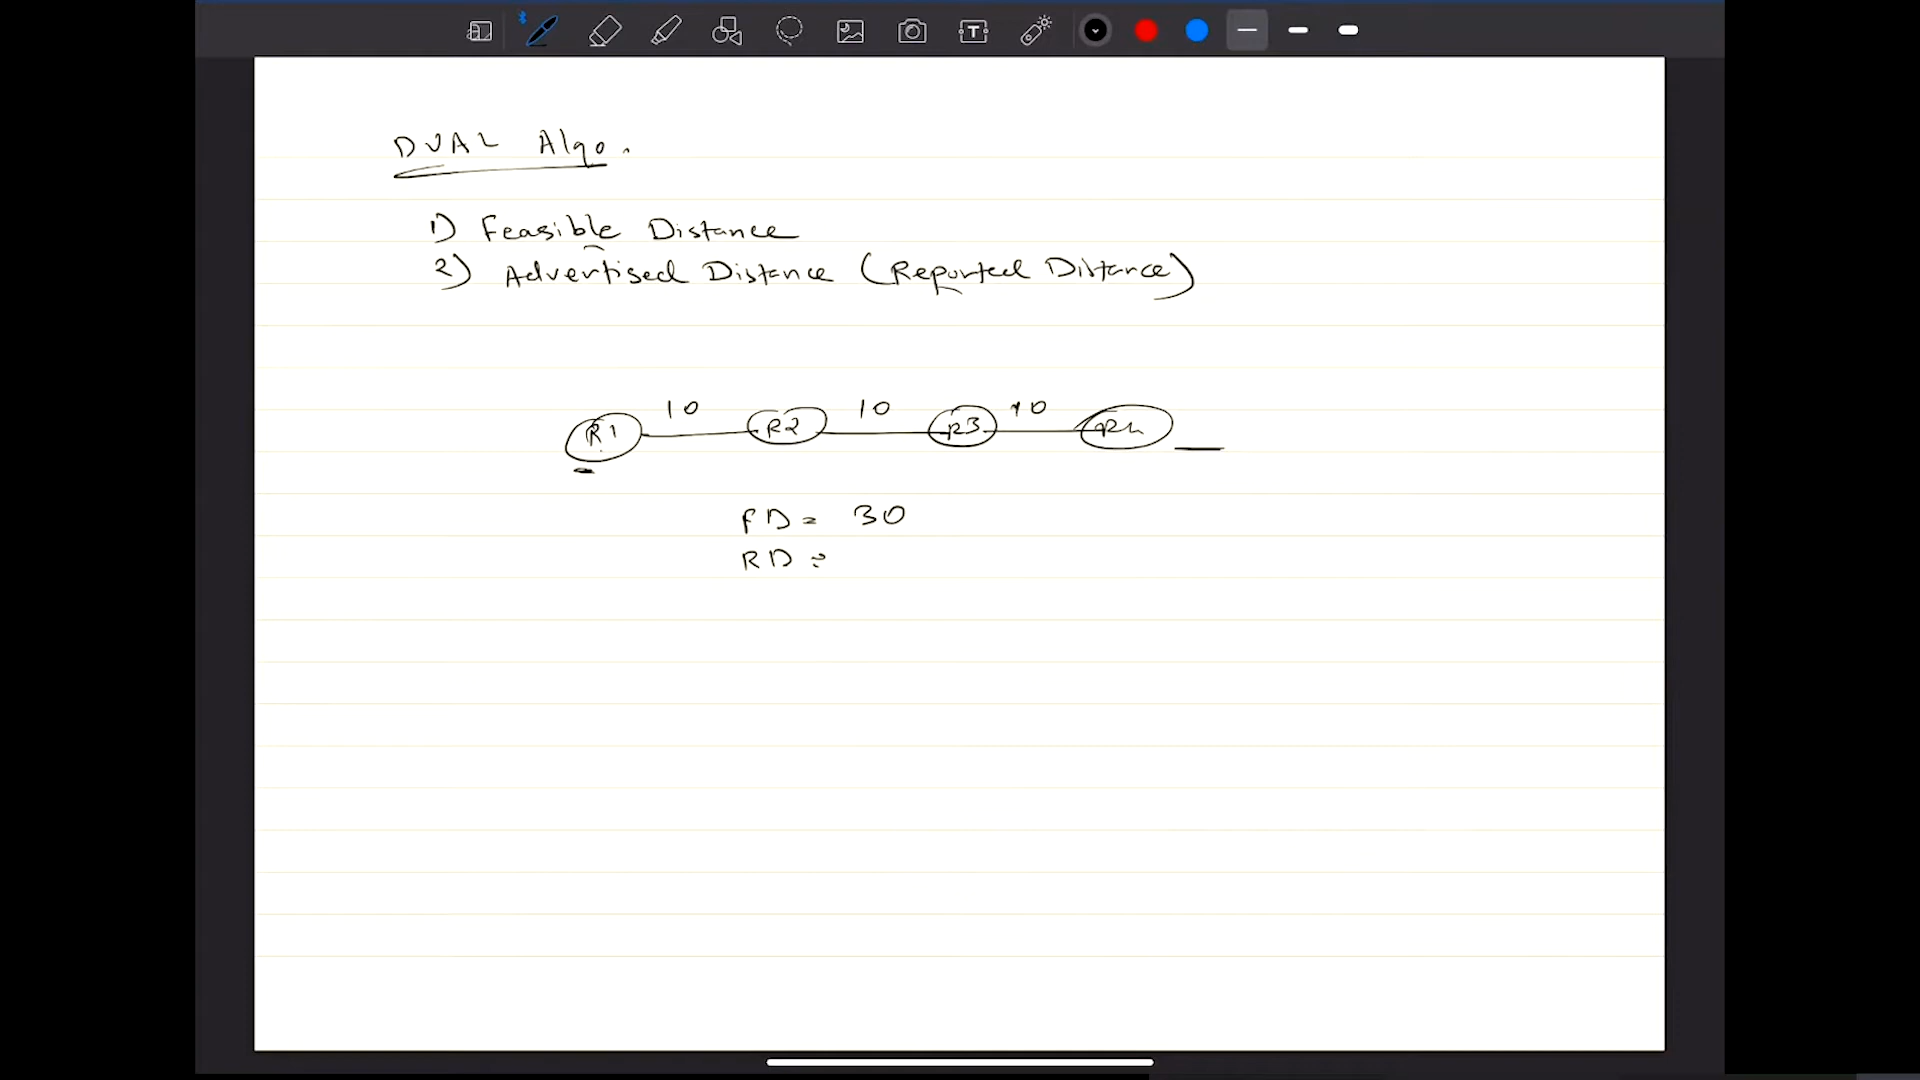 DUAL Algo.
1) Feasible Distance
2) Advertised Distance (Reported Distance)
10 10 10
R1 R2 R3 R4
FD = 30
RD =